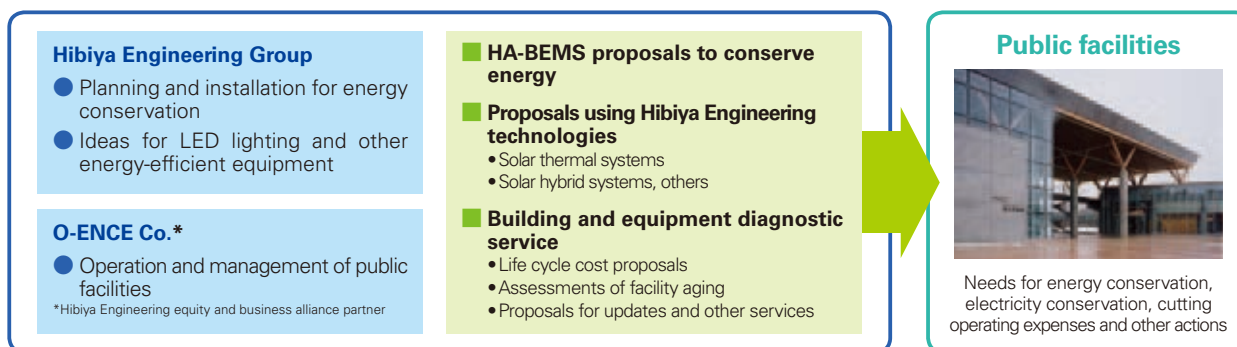 Hibiya Engineering Group
● Planning and installation for energy
conservation
● Ideas for LED lighting and other
energy-efficient equipment
O-ENCE Co.*
● Operation and management of public
facilities
*Hibiya Engineering equity and business alliance partner
■ HA-BEMS proposals to conserve
energy
■ Proposals using Hibiya Engineering
technologies
• Solar thermal systems
• Solar hybrid systems, others
■ Building and equipment diagnostic
service
• Life cycle cost proposals
• Assessments of facility aging
• Proposals for updates and other services
Public facilities
Needs for energy conservation,
electricity conservation, cutting
operating expenses and other actions